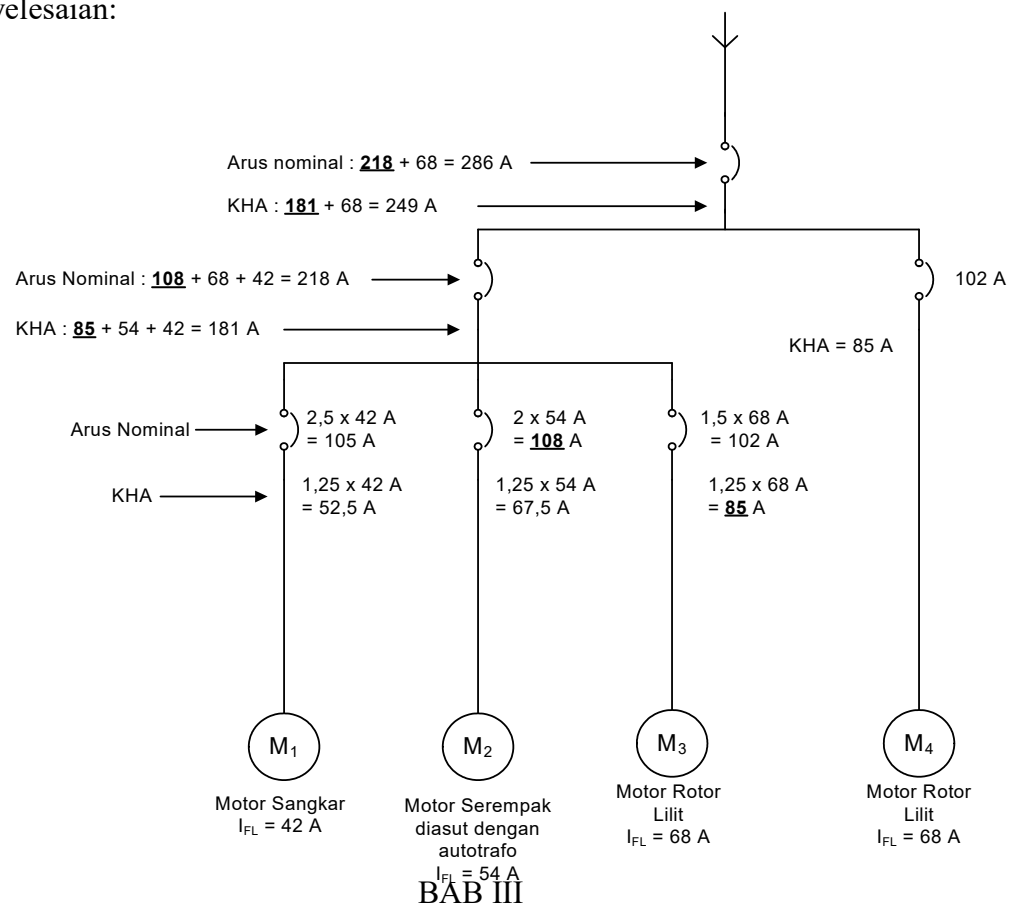 yelesaian:
Arus nominal : 218 + 68 = 286 A
KHA : 181 + 68 = 249 A
Arus Nominal : 108 + 68 + 42 = 218 A
102 A
KHA : 85 + 54 + 42 = 181 A
KHA = 85 A
Arus Nominal
2,5 x 42 A
= 105 A
2 x 54 A
= 108 A
1,5 x 68 A
= 102 A
KHA
1,25 x 42 A
= 52,5 A
1,25 x 54 A
= 67,5 A
1,25 x 68 A
= 85 A
M1
M2
M3
M4
Motor Sangkar
IFL = 42 A
Motor Serempak
diasut dengan
autotrafo
IFL = 54 A
Motor Rotor
Lilit
IFL = 68 A
Motor Rotor
Lilit
IFL = 68 A
BAB III